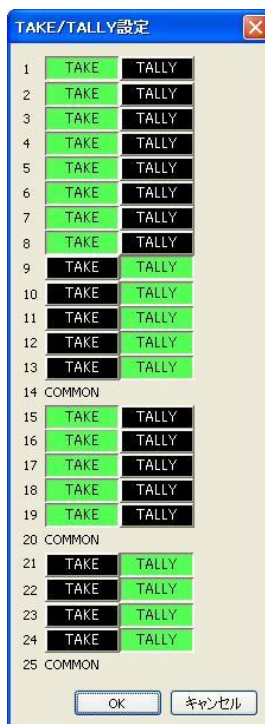 TAKE/TALLY設定
1 TAKE TALLY
2 TAKE TALLY
3 TAKE TALLY
4 TAKE TALLY
5 TAKE TALLY
6 TAKE TALLY
7 TAKE TALLY
8 TAKE TALLY
9 TAKE TALLY
10 TAKE TALLY
11 TAKE TALLY
12 TAKE TALLY
13 TAKE TALLY
14 COMMON
15 TAKE TALLY
16 TAKE TALLY
17 TAKE TALLY
18 TAKE TALLY
19 TAKE TALLY
20 COMMON
21 TAKE TALLY
22 TAKE TALLY
23 TAKE TALLY
24 TAKE TALLY
25 COMMON
OK キャンセル